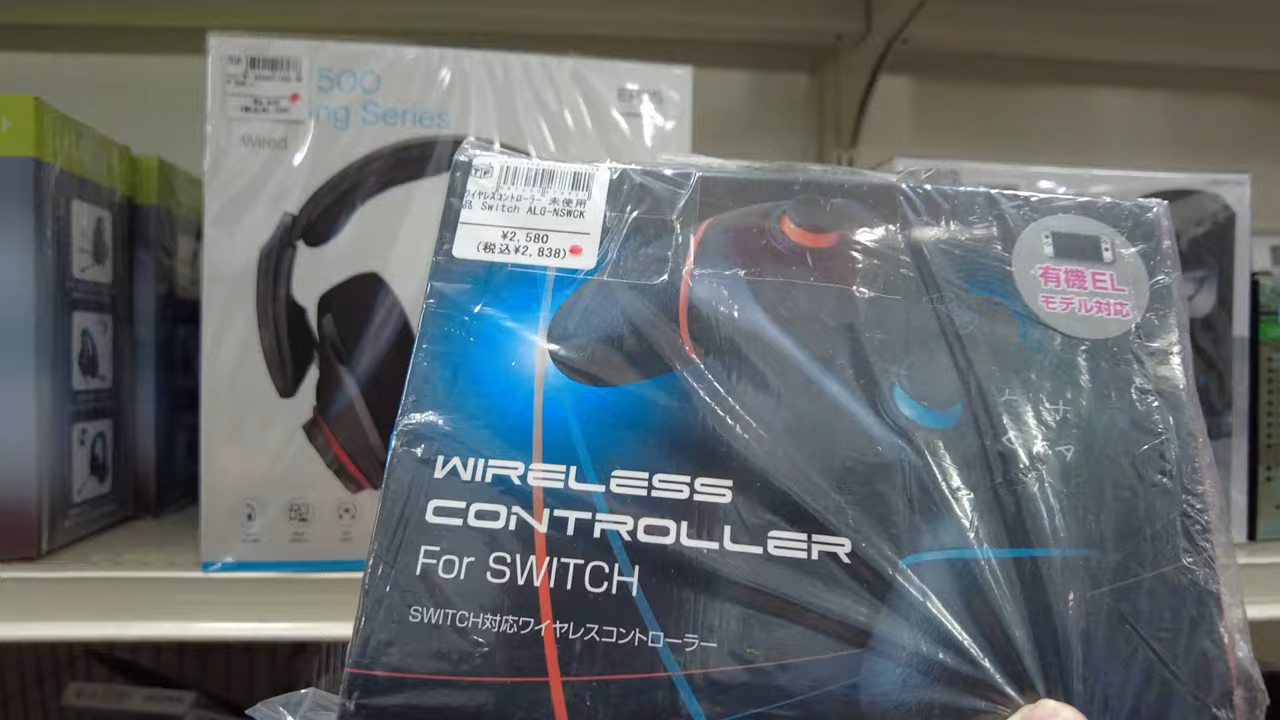 500
ng Series
Wired
EPOS
ワイヤレスコントローラー 未使用
品 Switch ALG-NSWCK
¥2,580
(税込¥2,838)
有機EL
モデル対応
WIRELESS
CONTROLLER
For SWITCH
SWITCH対応ワイヤレスコントローラー